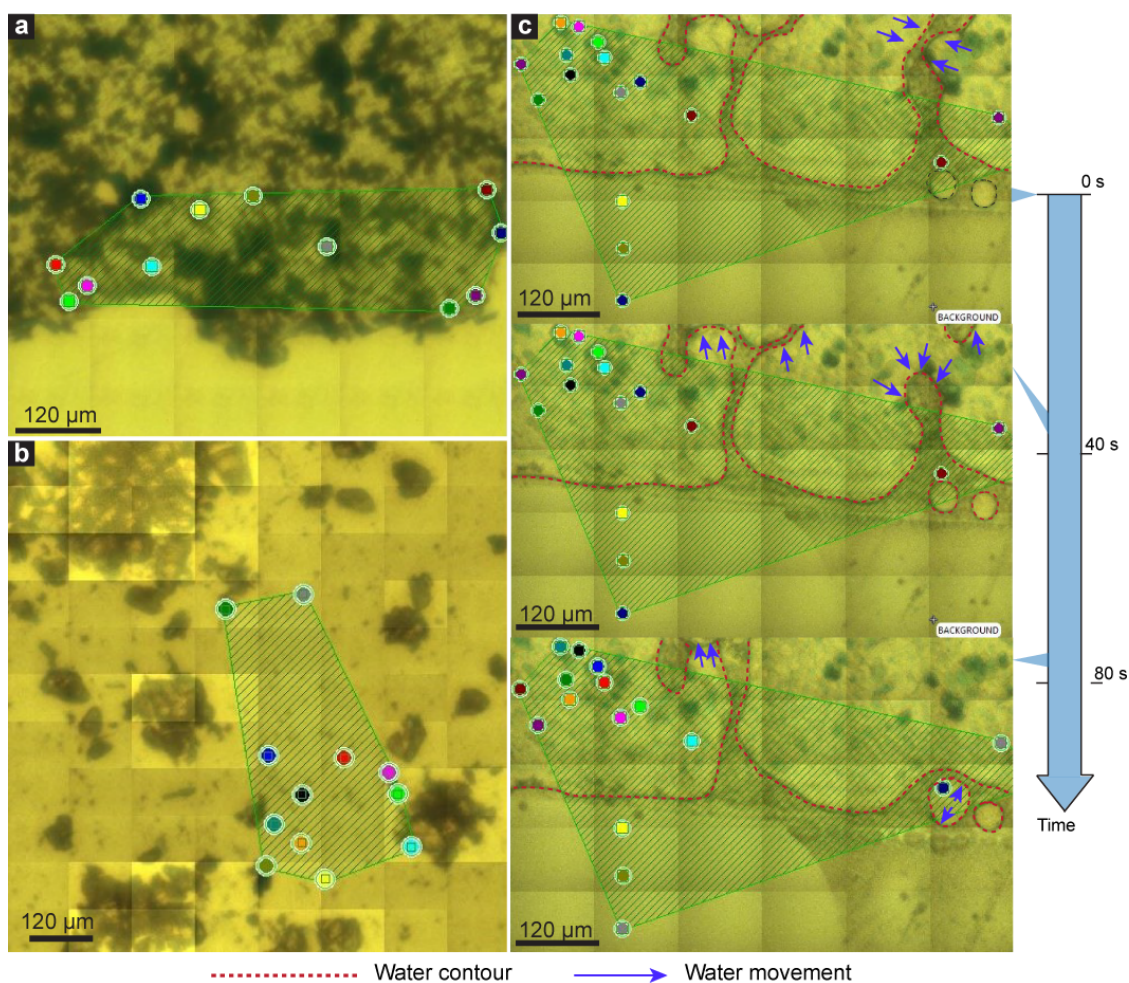 a
120 µm
b
120 µm
c
120 µm
BACKGROUND
120 µm
BACKGROUND
120 µm
0 s
40 s
80 s
Time
Water contour
Water movement